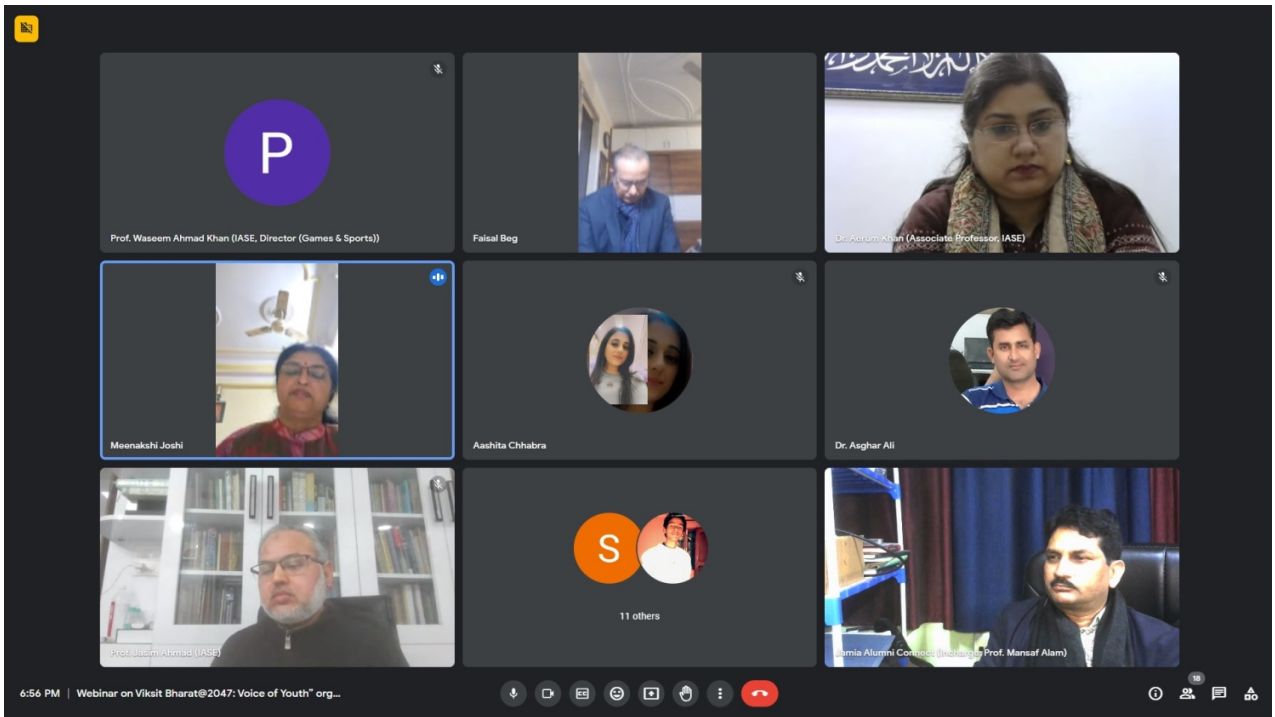 P
Prof. Waseem Ahmad Khan (IASE, Director (Games & Sports))
Faisal Beg
Dr. Aerum Khan (Associate Professor, IASE)
Meenakshi Joshi
Aashita Chhabra
Dr. Asghar Ali
Prof. Jasim Ahmad (IASE)
S
11 others
Jamia Alumni Connect (Incharge Prof. Mansaf Alam)
6:56 PM | Webinar on Viksit Bharat@2047: Voice of Youth” org...
CC
18